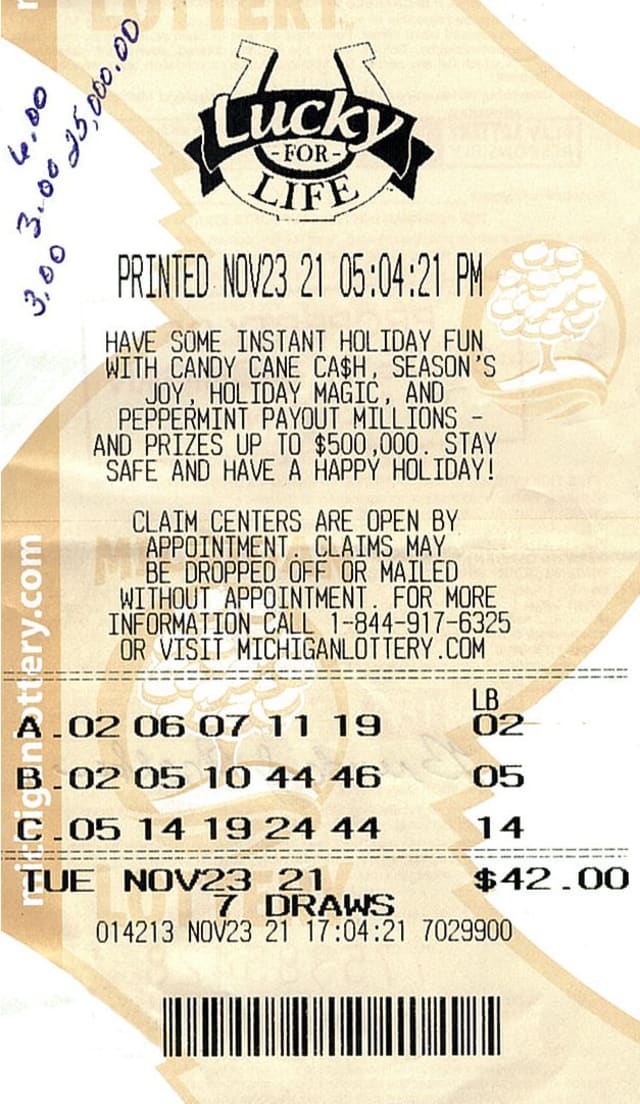 6.00
3.00 25,000.00
3.00
Lucky
-FOR-
LIFE
PRINTED NOV23 21 05:04:21 PM
HAVE SOME INSTANT HOLIDAY FUN
WITH CANDY CANE CA$H, SEASON'S
JOY, HOLIDAY MAGIC, AND
PEPPERMINT PAYOUT MILLIONS -
AND PRIZES UP TO $500,000. STAY
SAFE AND HAVE A HAPPY HOLIDAY!
CLAIM CENTERS ARE OPEN BY
APPOINTMENT. CLAIMS MAY
BE DROPPED OFF OR MAILED
WITHOUT APPOINTMENT. FOR MORE
INFORMATION CALL 1-844-917-6325
OR VISIT MICHIGANLOTTERY.COM
michiganlottery.com
LB
A.02 06 07 11 19 02
B.02 05 10 44 46 05
C.05 14 19 24 44 14
TUE NOV23 21 $42.00
7 DRAWS
014213 NOV23 21 17:04:21 7029900